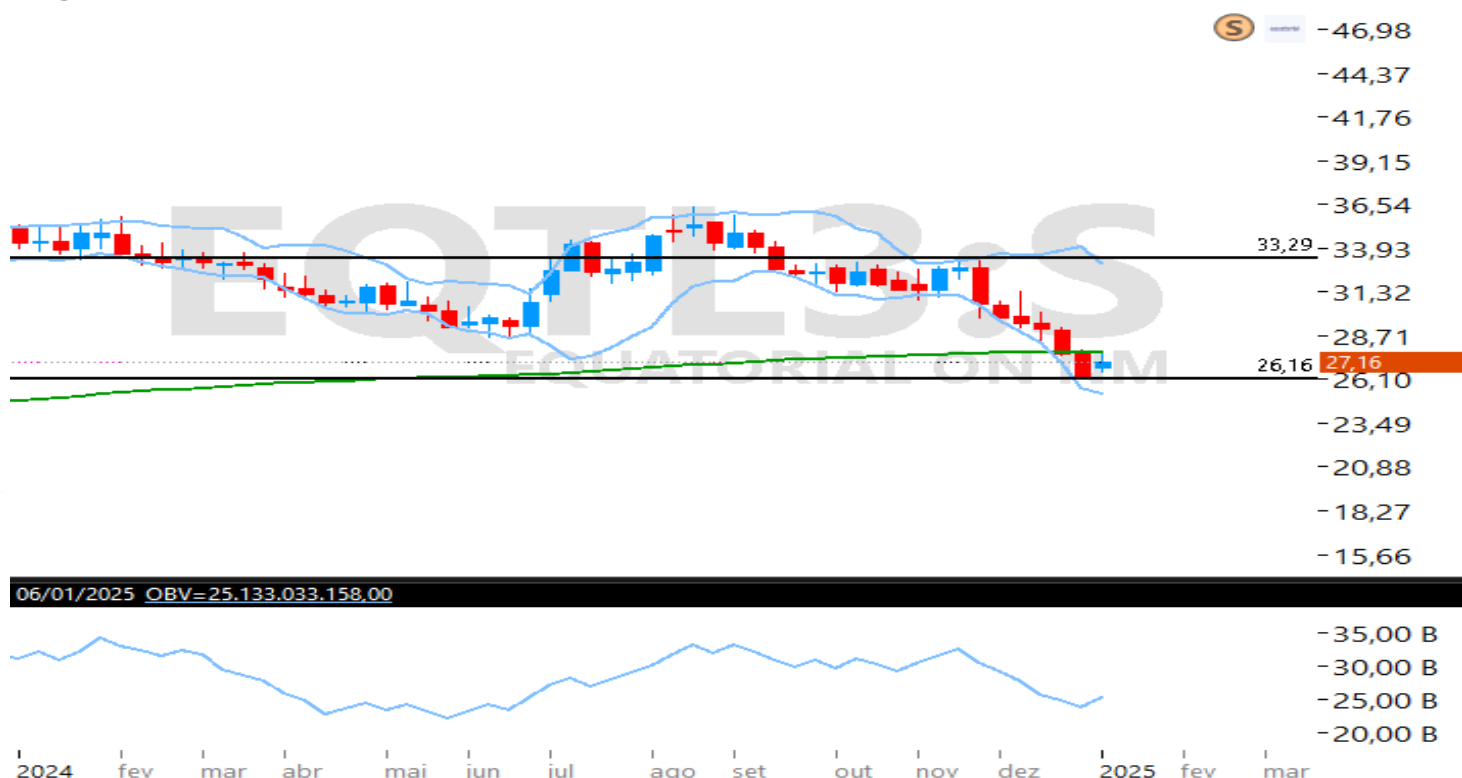 S
46,98
44,37
41,76
39,15
36,54
33,29
33,93
31,32
28,71
26,16
27,16
26,10
23,49
20,88
18,27
15,66
EQTL3:S
EQUATORIAL ON NM
06/01/2025 OBV=25.133.033.158,00
35,00 B
30,00 B
25,00 B
20,00 B
2024 fev mar abr mai jun jul ago set out nov dez 2025 fev mar